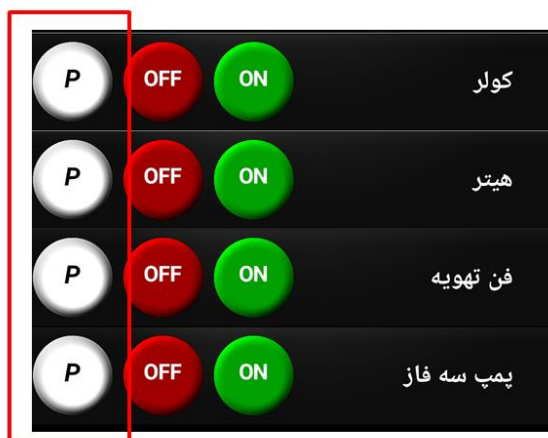 کولر ON OFF P
هیتر ON OFF P
فن تهویه ON OFF P
پمپ سه فاز ON OFF P